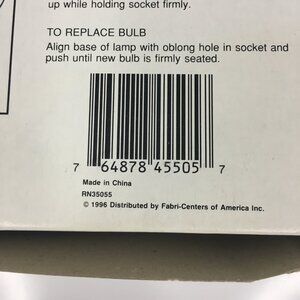 up while holding socket firmly.
TO REPLACE BULB
Align base of lamp with oblong hole in socket and
push until new bulb is firmly seated.
7 64878 45505 7
Made in China
RN35055
© 1996 Distributed by Fabri-Centers of America Inc.